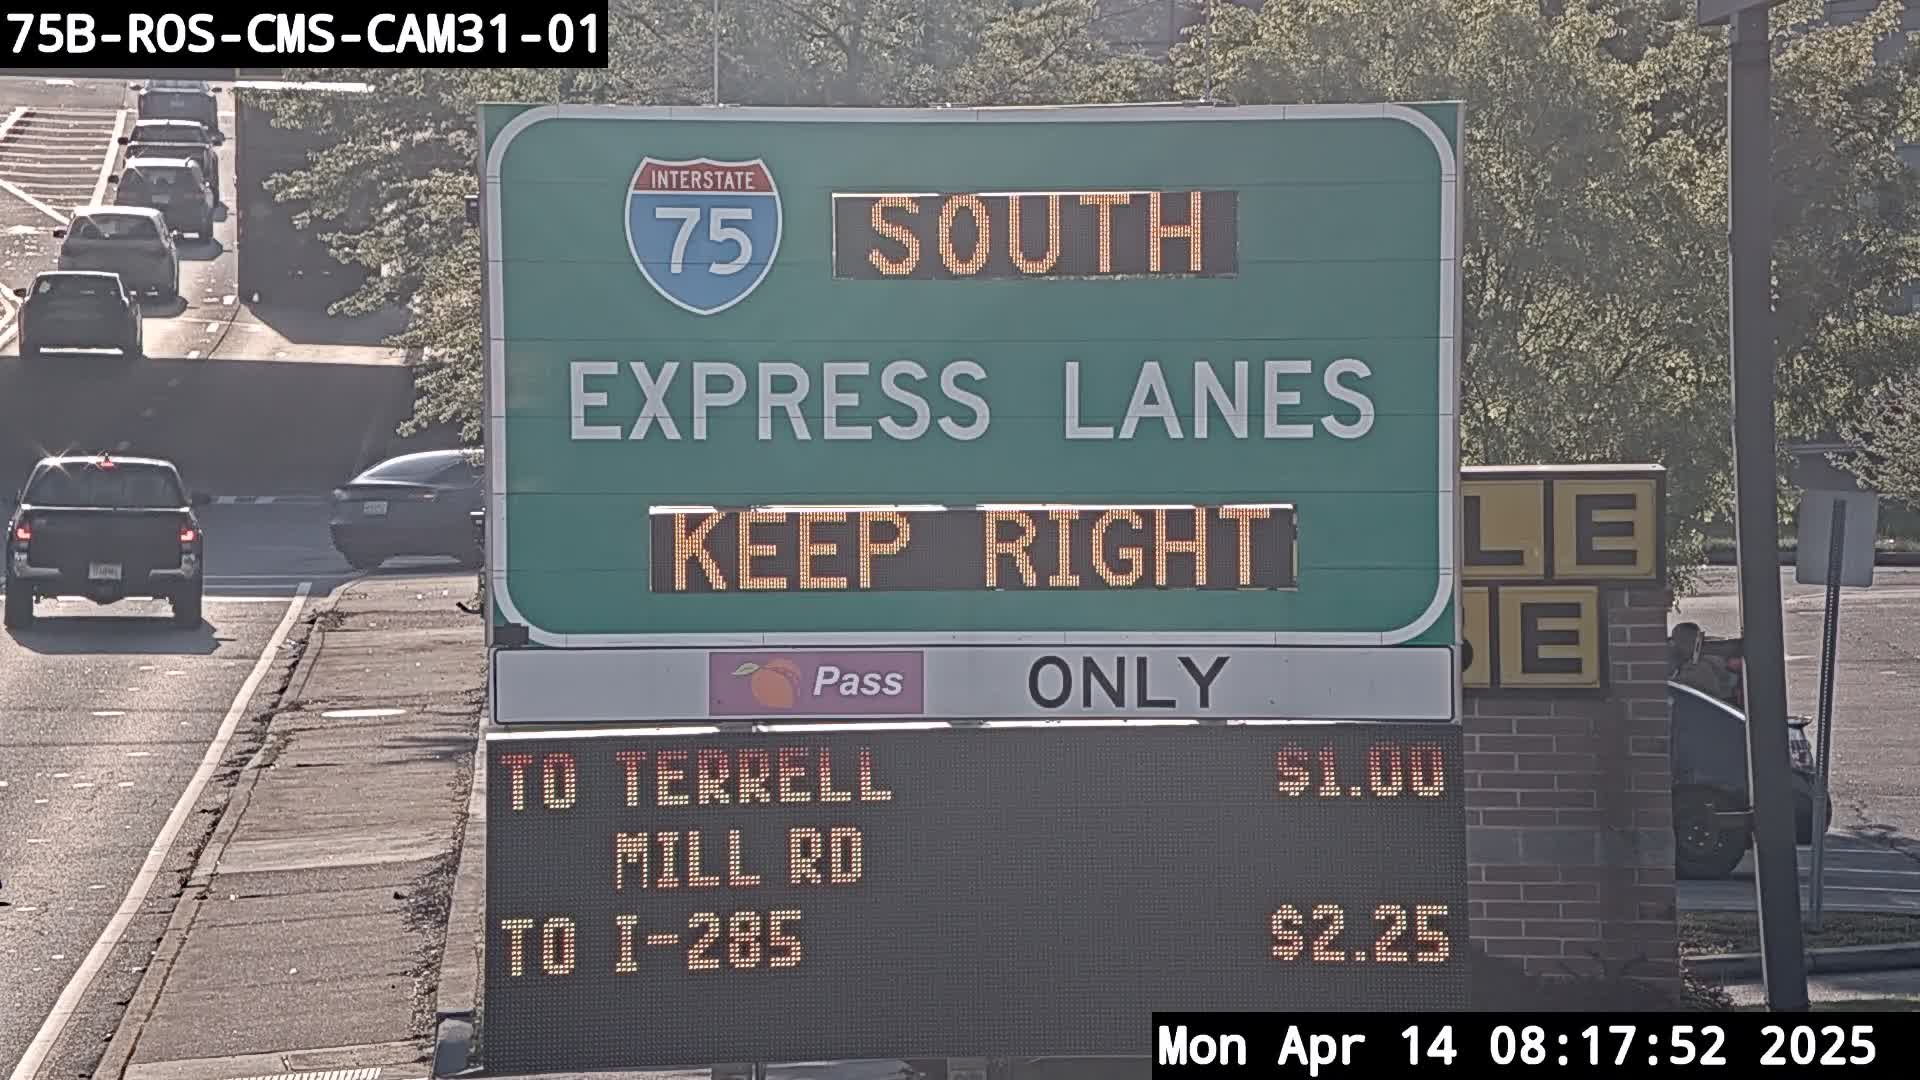 75B-ROS-CMS-CAM31-01
INTERSTATE
75
SOUTH
EXPRESS LANES
KEEP RIGHT
Pass ONLY
TO TERRELL $1.00
MILL RD
TO I-285 $2.25
LE
E
Mon Apr 14 08:17:52 2025